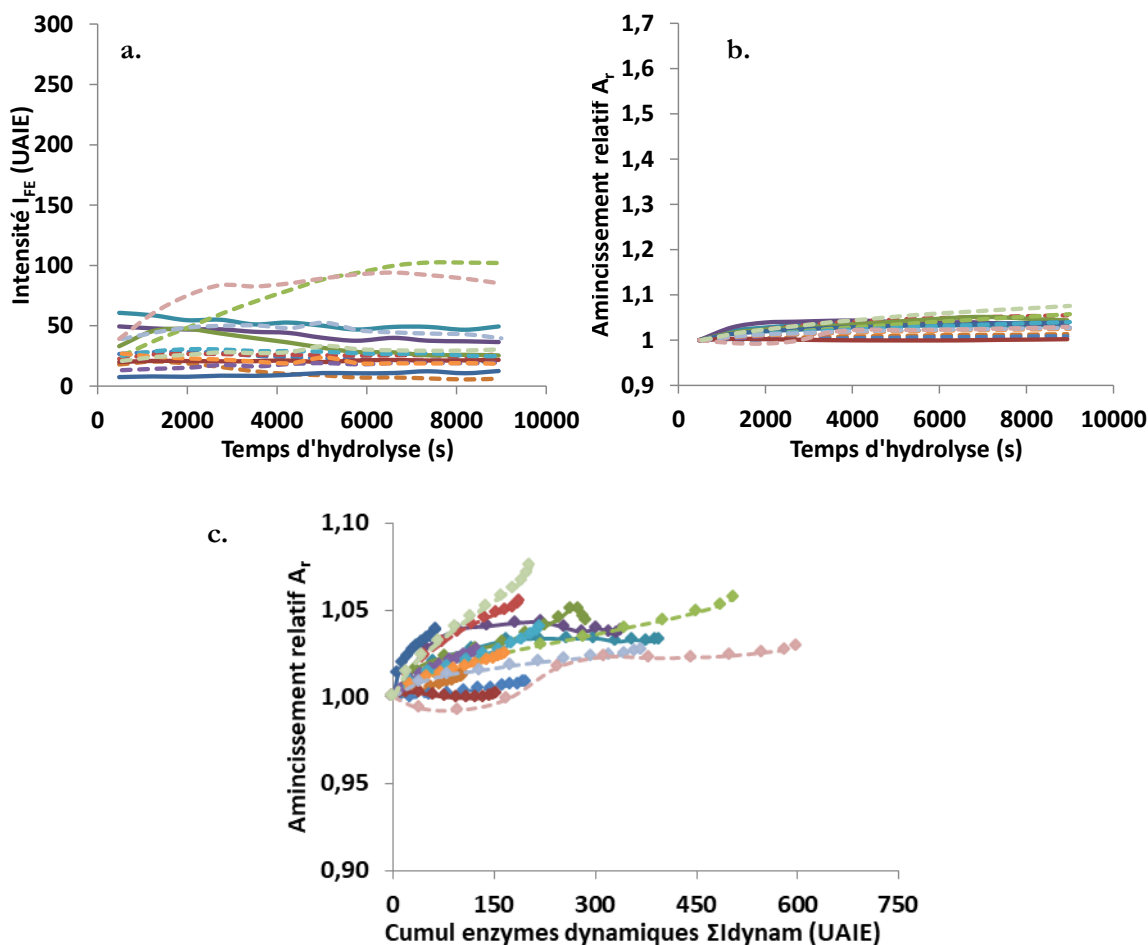 a.
Intensité I_FE (UAIE)
300
250
200
150
100
50
0
0 2000 4000 6000 8000 10000
Temps d'hydrolyse (s)
b.
Amincissement relatif A_r
1,7
1,6
1,5
1,4
1,3
1,2
1,1
1
0,9
0 2000 4000 6000 8000 10000
Temps d'hydrolyse (s)
c.
Amincissement relatif A_r
1,10
1,05
1,00
0,95
0,90
0 150 300 450 600 750
Cumul enzymes dynamiques ΣIdynam (UAIE)